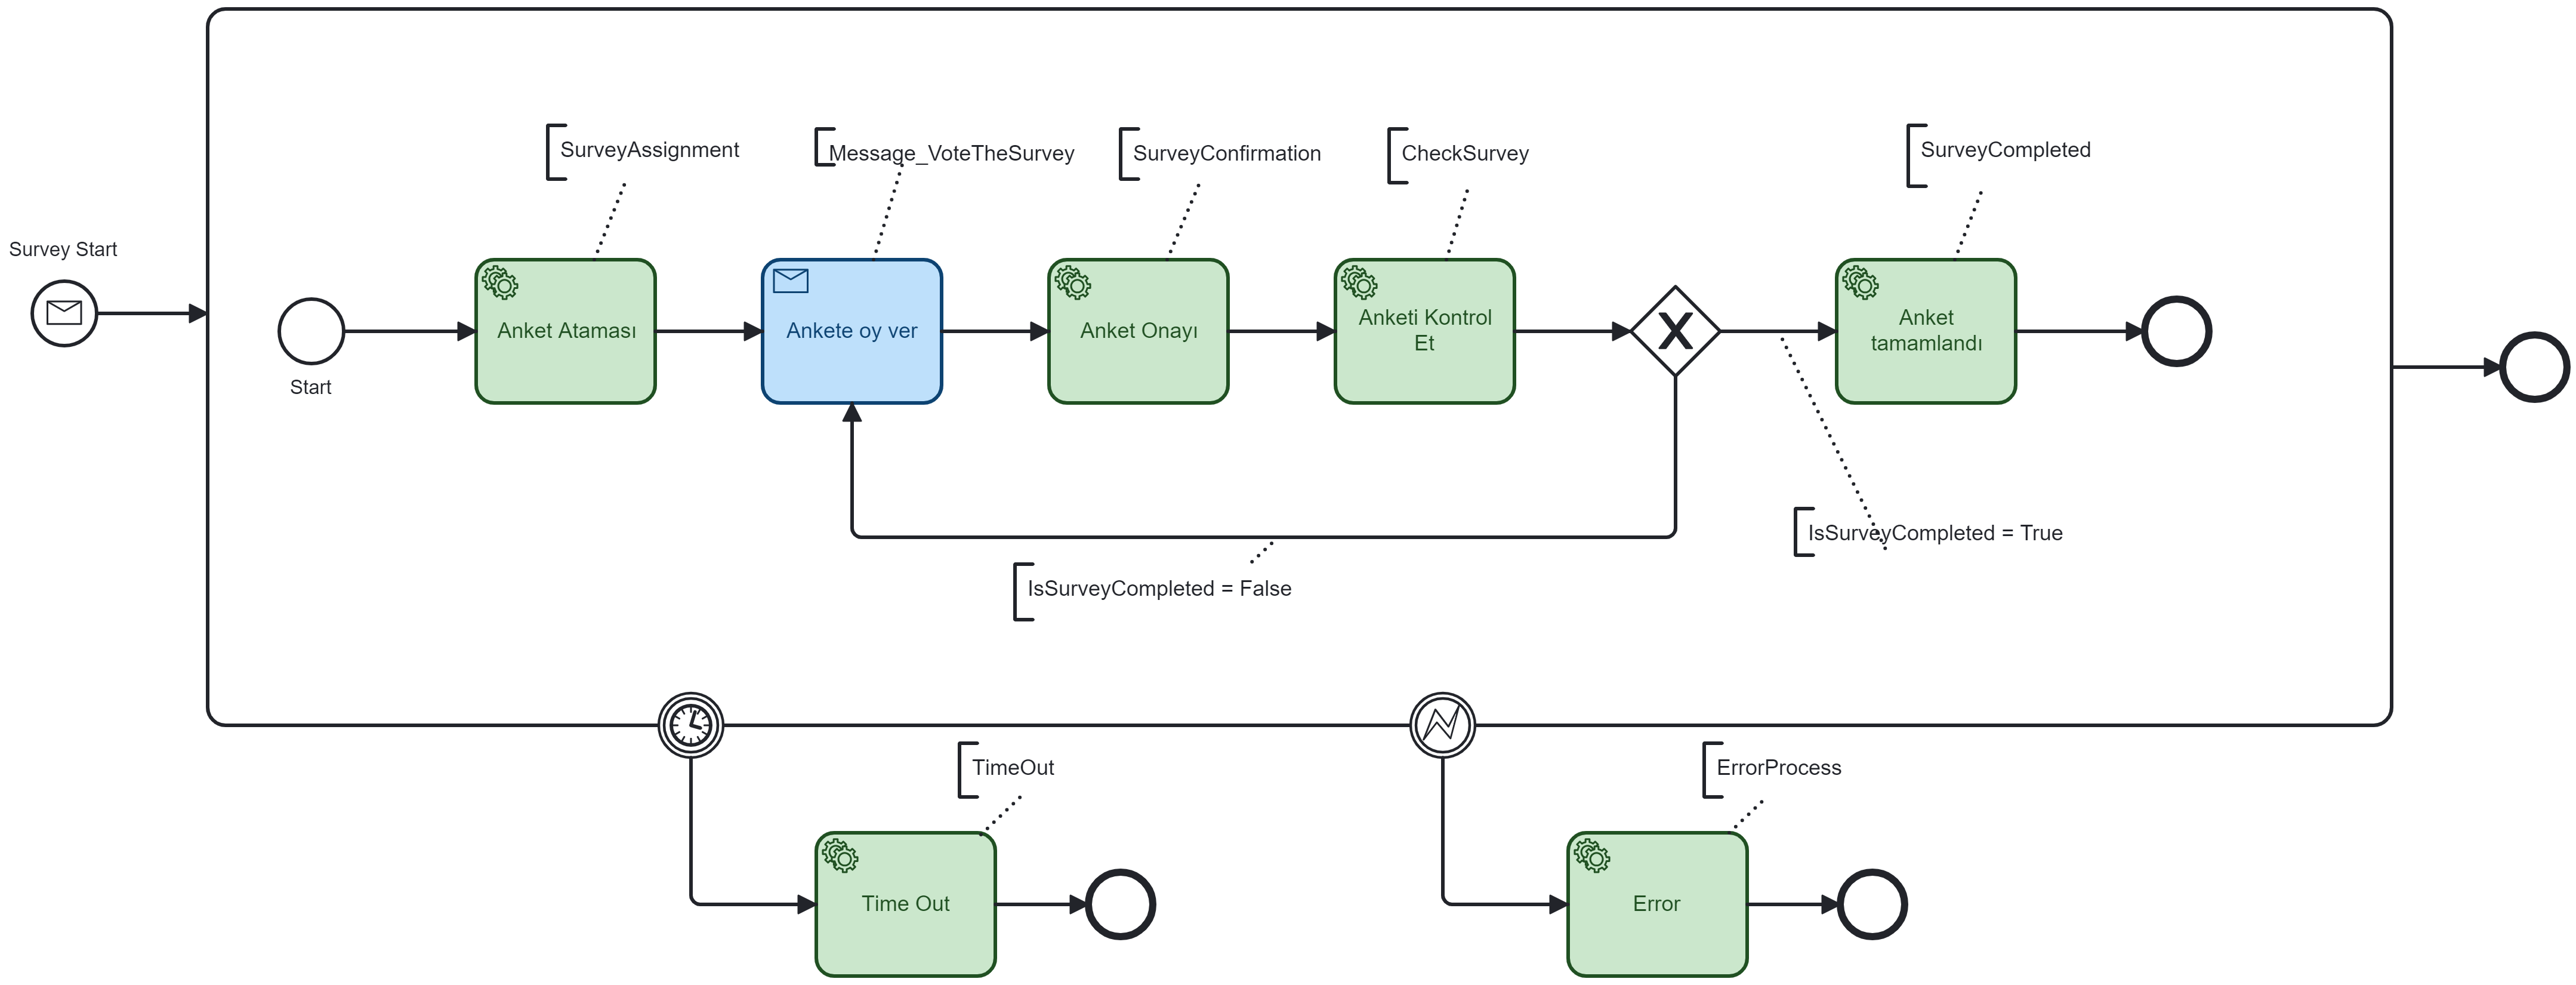 SurveyAssignment
Message_VoteTheSurvey
SurveyConfirmation
CheckSurvey
SurveyCompleted
Survey Start
Start
Anket Ataması
Ankete oy ver
Anket Onayı
Anketi Kontrol
Et
Anket
tamamlandı
IsSurveyCompleted = True
IsSurveyCompleted = False
TimeOut
ErrorProcess
Time Out
Error